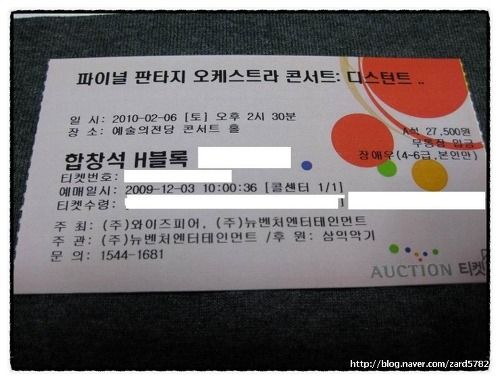 파이널 판타지 오케스트라 콘서트: 디스턴트 ..
일 시: 2010-02-06 [토] 오후 2시 30분
장 소: 예술의전당 콘서트 홀
A석 27,500원
무통장 입금
장애우(4-6급,본인만)
합창석 H블록
티켓번호:
예매일시: 2009-12-03 10:00:36 [콜센터 1/1]
티켓수령:
주 최: (주)와이즈피어, (주)뉴벤처엔터테인먼트
주 관: (주)뉴벤처엔터테인먼트 /후 원: 삼익악기
문 의: 1544-1681
AUCTION 티켓
http://blog.naver.com/zard5782